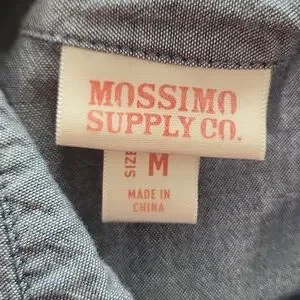 MOSSIMO
SUPPLY CO.
SIZE M
MADE IN
CHINA